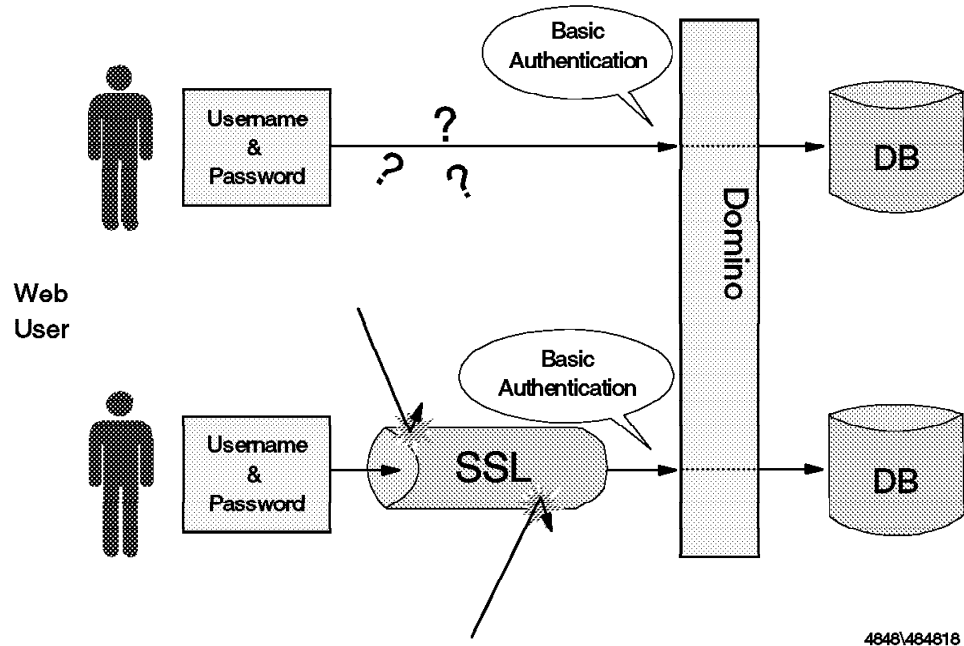 Basic
Authentication
Username
&
Password
?
?
?
DB
Domino
Web
User
Basic
Authentication
Username
&
Password
SSL
DB
4848\484818